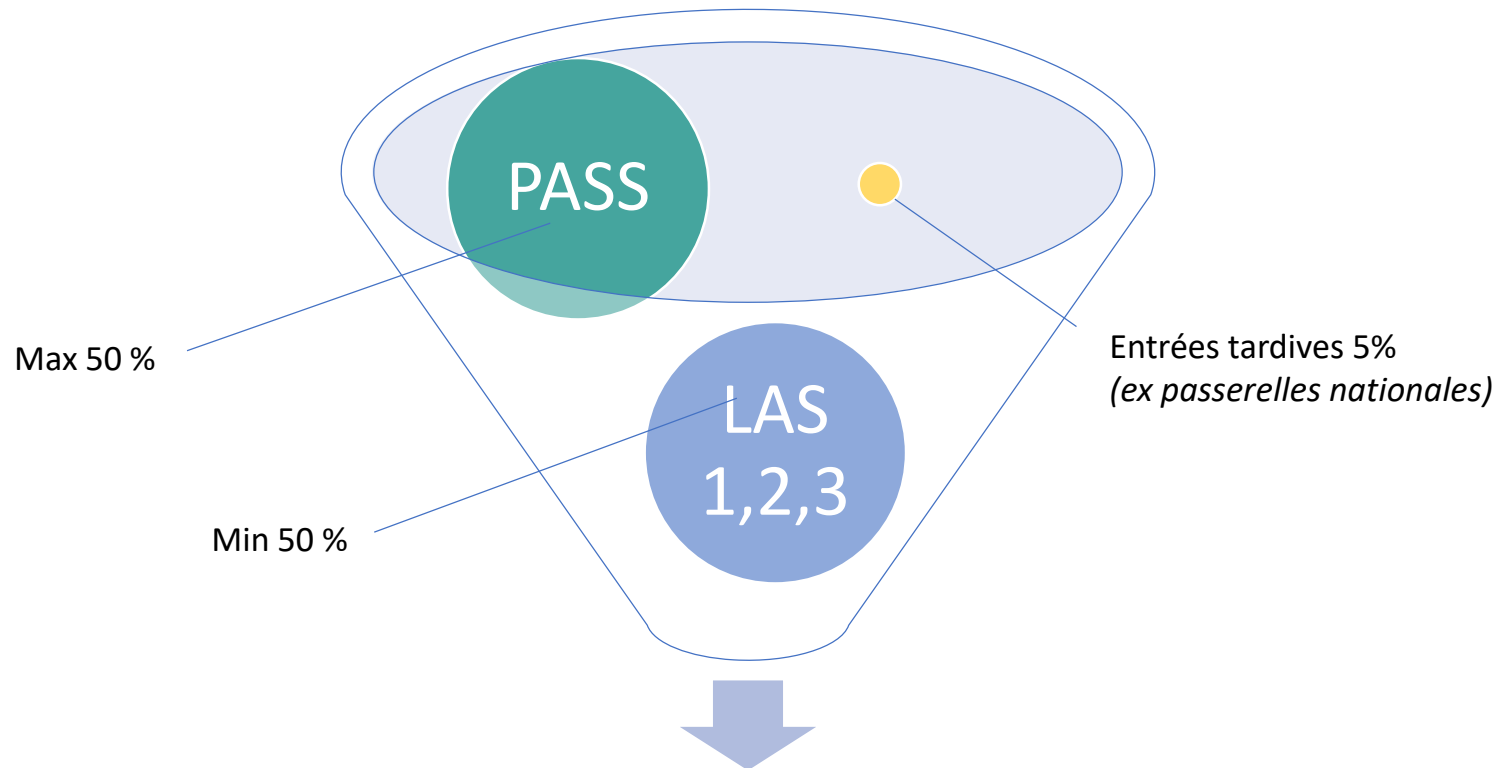 PASS
Max 50 %
Entrées tardives 5%
(ex passerelles nationales)
LAS
1,2,3
Min 50 %